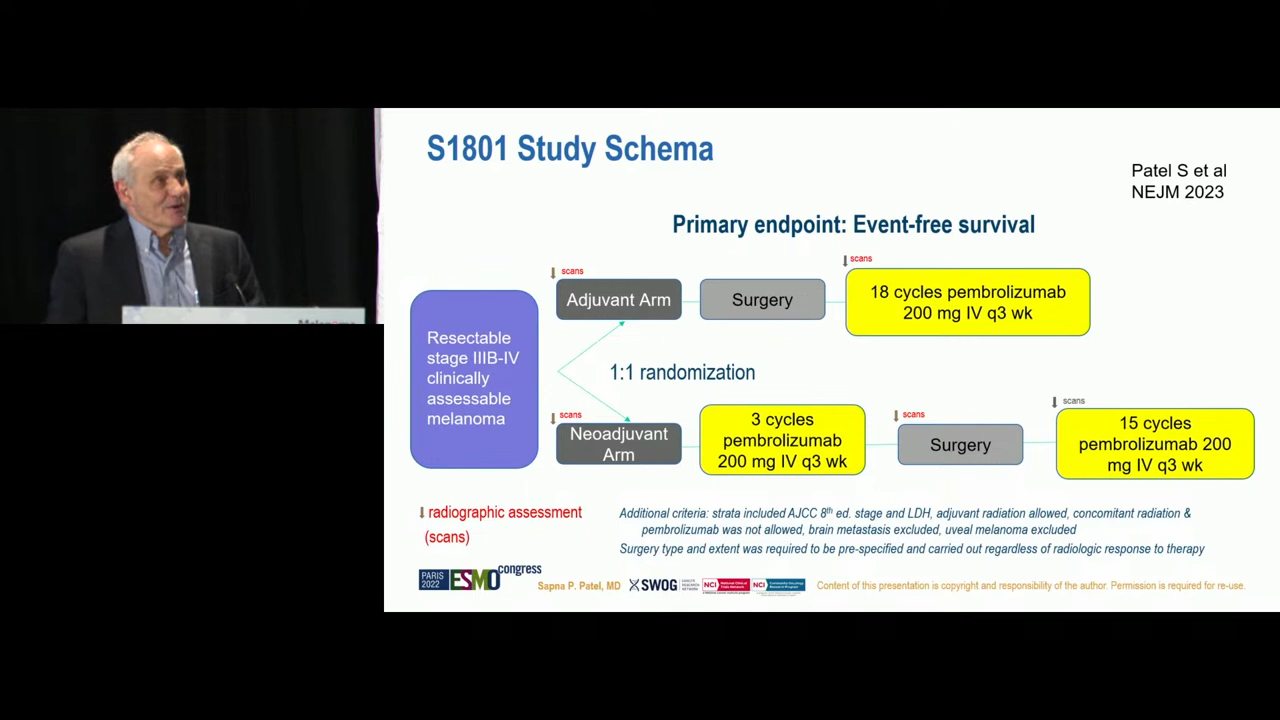 S1801 Study Schema
Patel S et al
NEJM 2023
Primary endpoint: Event-free survival
scans
scans
Adjuvant Arm
Surgery
18 cycles pembrolizumab
200 mg IV q3 wk
Resectable
stage IIIB-IV
clinically
assessable
melanoma
1:1 randomization
scans
scans
scans
Neoadjuvant
Arm
3 cycles
pembrolizumab
200 mg IV q3 wk
Surgery
15 cycles
pembrolizumab 200
mg IV q3 wk
radiographic assessment
(scans)
Additional criteria: strata included AJCC 8th ed. stage and LDH, adjuvant radiation allowed, concomitant radiation &
pembrolizumab was not allowed, brain metastasis excluded, uveal melanoma excluded
Surgery type and extent was required to be pre-specified and carried out regardless of radiologic response to therapy
PARIS
2022
ESMO congress
Sapna P. Patel, MD
SWOG
NCI
NCI
Content of this presentation is copyright and responsibility of the author. Permission is required for re-use.